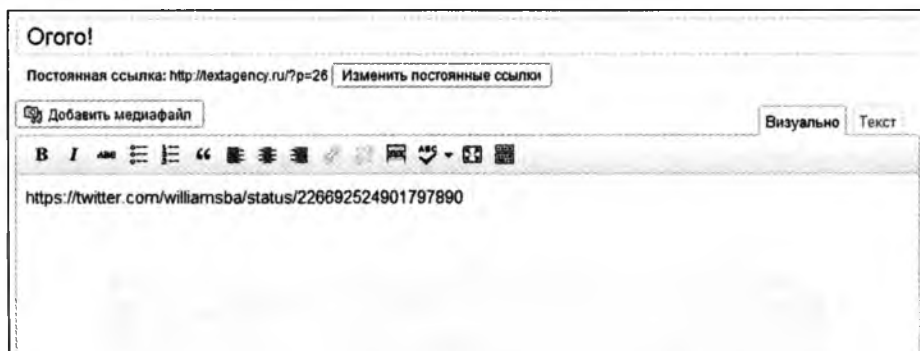 Огого!
Постоянная ссылка: http://textagency.ru/?p=26 Изменить постоянные ссылки
Добавить медиафайл
Визуально Текст
B I ABC
https://twitter.com/williamsba/status/226692524901797890